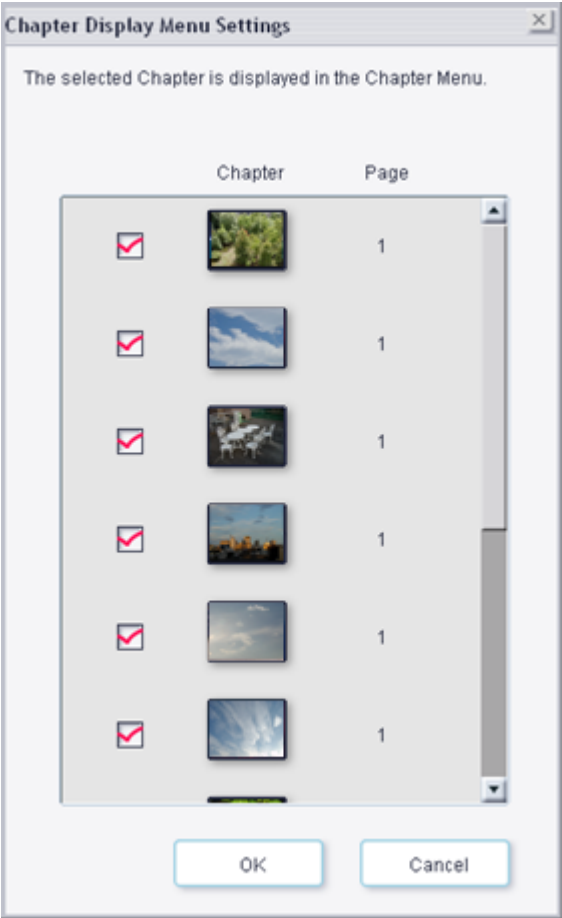 Chapter Display Menu Settings
The selected Chapter is displayed in the Chapter Menu.
Chapter Page
1
1
1
1
1
1
OK Cancel